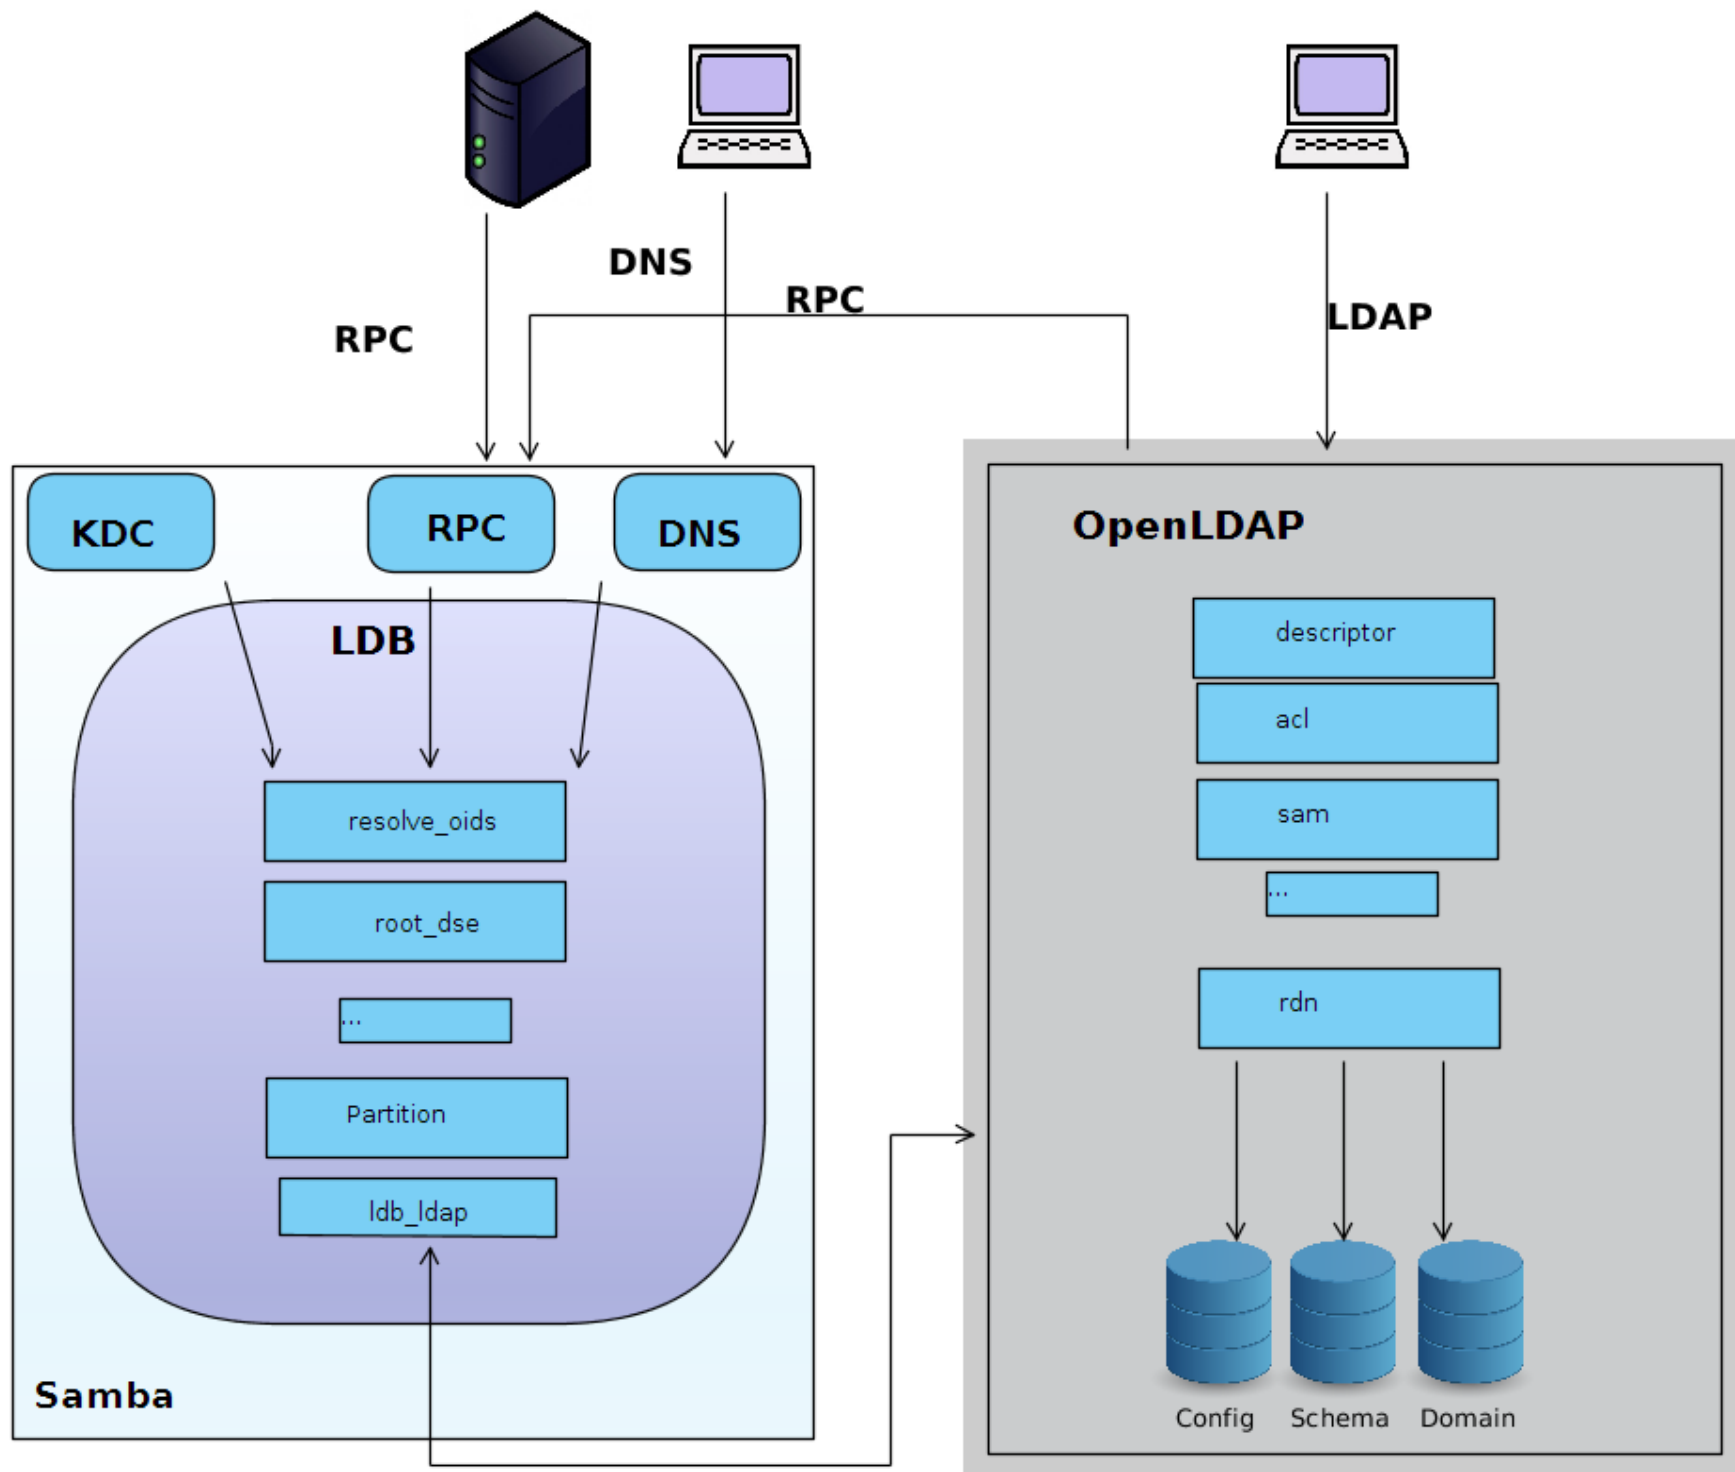 DNS
RPC
LDAP
RPC
KDC
RPC
DNS
LDB
resolve_oids
root_dse
...
Partition
ldb_ldap
Samba
OpenLDAP
descriptor
acl
sam
...
rdn
Config
Schema
Domain